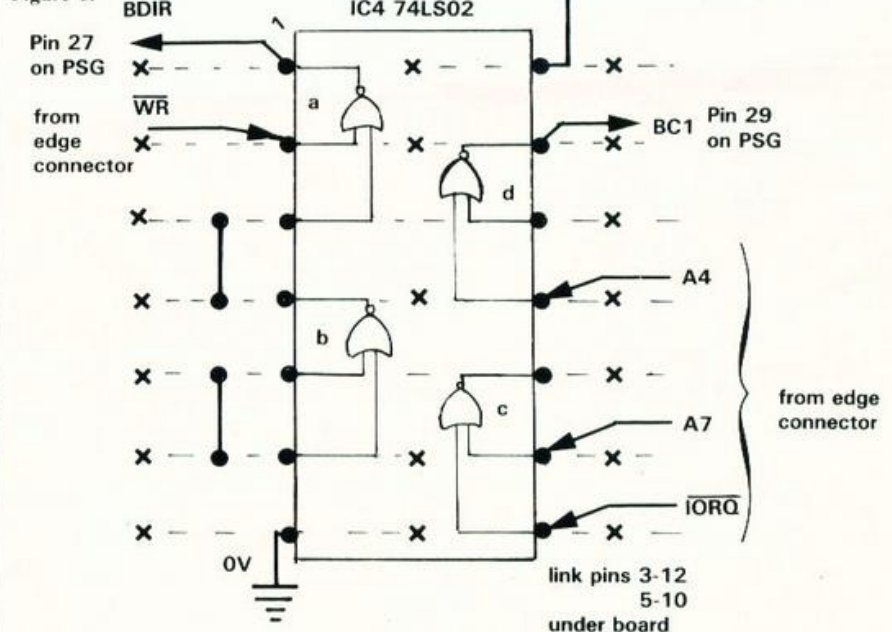 BDIR
IC4 74LS02
1
Pin 27
on PSG
WR
from
edge
connector
a
BC1
Pin 29
on PSG
d
A4
b
c
A7
from edge
connector
IORQ
0V
link pins 3-12
5-10
under board